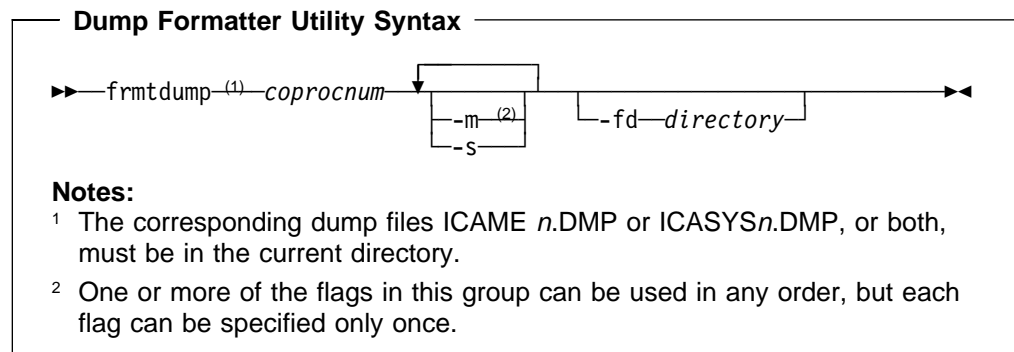 Dump Formatter Utility Syntax
frmtdump (1) coprocnum -m (2) -fd directory
-s
Notes:
1 The corresponding dump files ICAME n.DMP or ICASYSn.DMP, or both,
must be in the current directory.
2 One or more of the flags in this group can be used in any order, but each
flag can be specified only once.